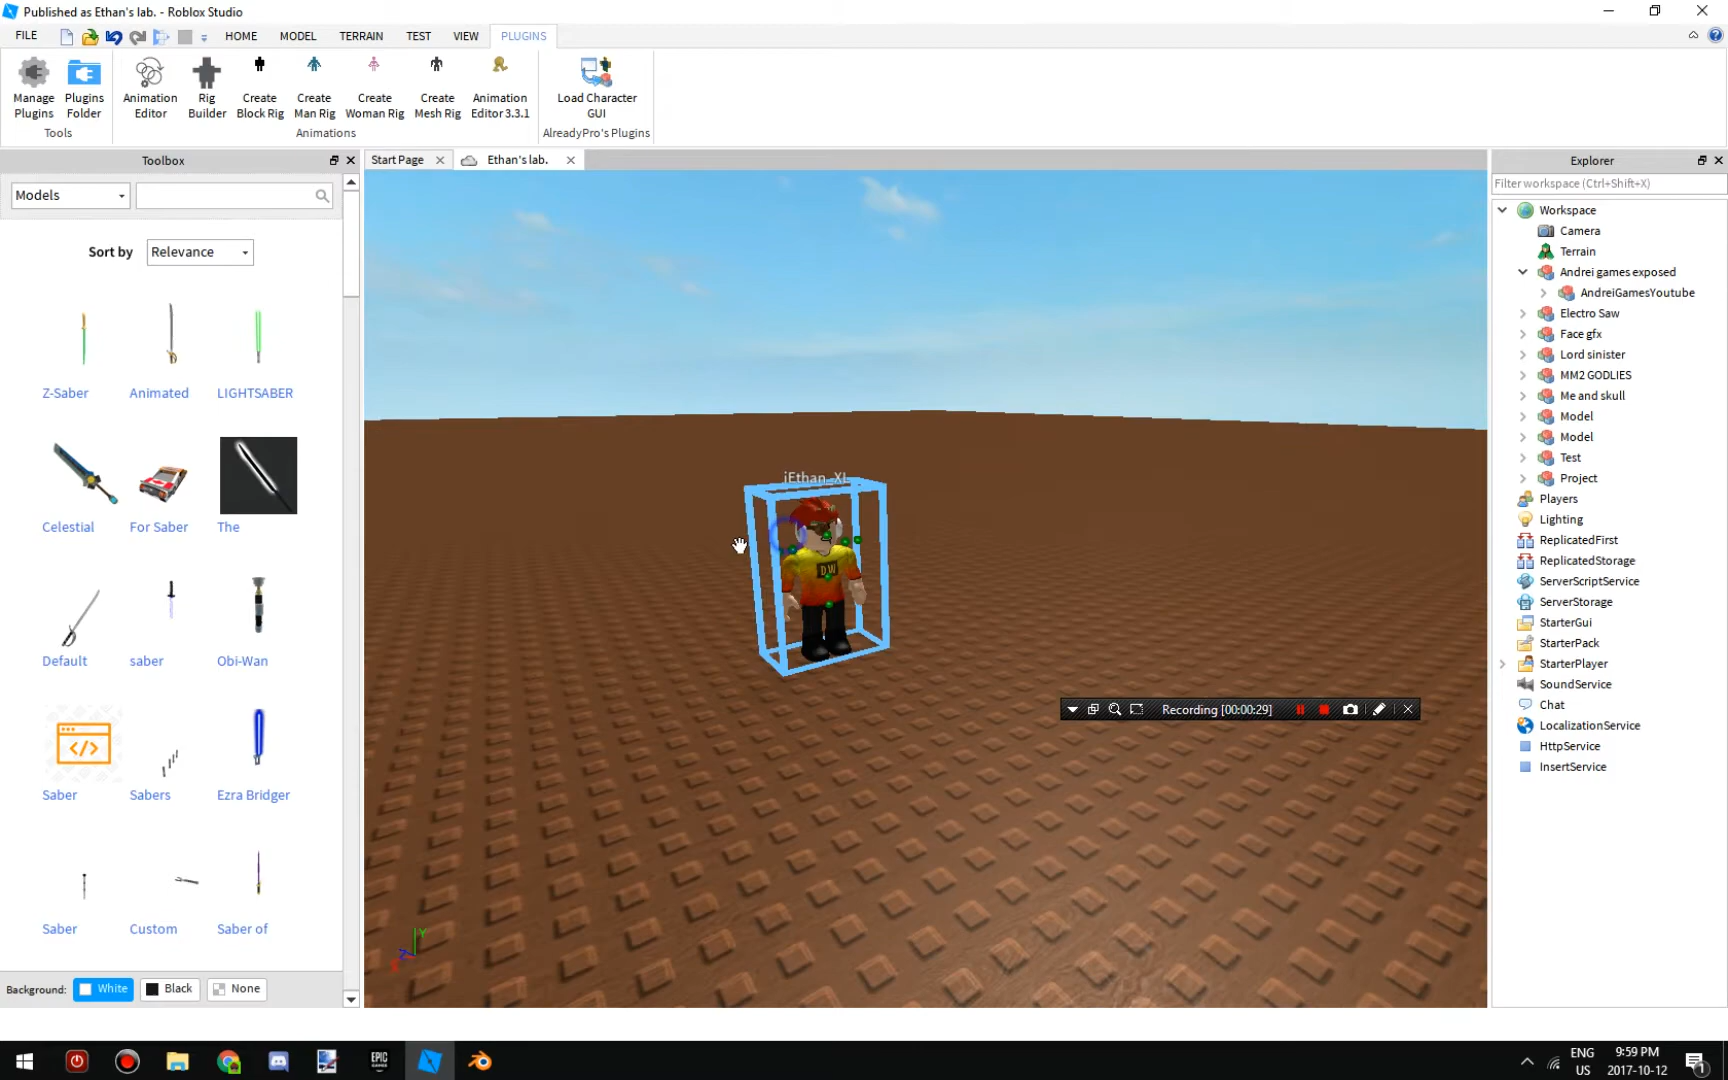 Published as Ethan's lab. - Roblox Studio
FILE HOME MODEL TERRAIN TEST VIEW PLUGINS
Manage Plugins
Plugins Folder
Animation Editor
Rig Builder
Create Block Rig
Create Man Rig
Create Woman Rig
Create Mesh Rig
Animation Editor 3.3.1
Load Character GUI
Tools
Animations
AlreadyPro's Plugins
Toolbox
Start Page
Ethan's lab.
Explorer
Models
Filter workspace (Ctrl+Shift+X)
Sort by Relevance
Z-Saber Animated LIGHTSABER
Celestial For Saber The
Default saber Obi-Wan
Saber Sabers Ezra Bridger
Saber Custom Saber of
Background: White Black None
iEthan_XL
DW
Recording [00:00:29]
Y
Z
X
Workspace
Camera
Terrain
Andrei games exposed
AndreiGamesYoutube
Electro Saw
Face gfx
Lord sinister
MM2 GODLIES
Me and skull
Model
Model
Test
Project
Players
Lighting
ReplicatedFirst
ReplicatedStorage
ServerScriptService
ServerStorage
StarterGui
StarterPack
StarterPlayer
SoundService
Chat
LocalizationService
HttpService
InsertService
EPIC GAMES
ENG
US
9:59 PM
2017-10-12
1